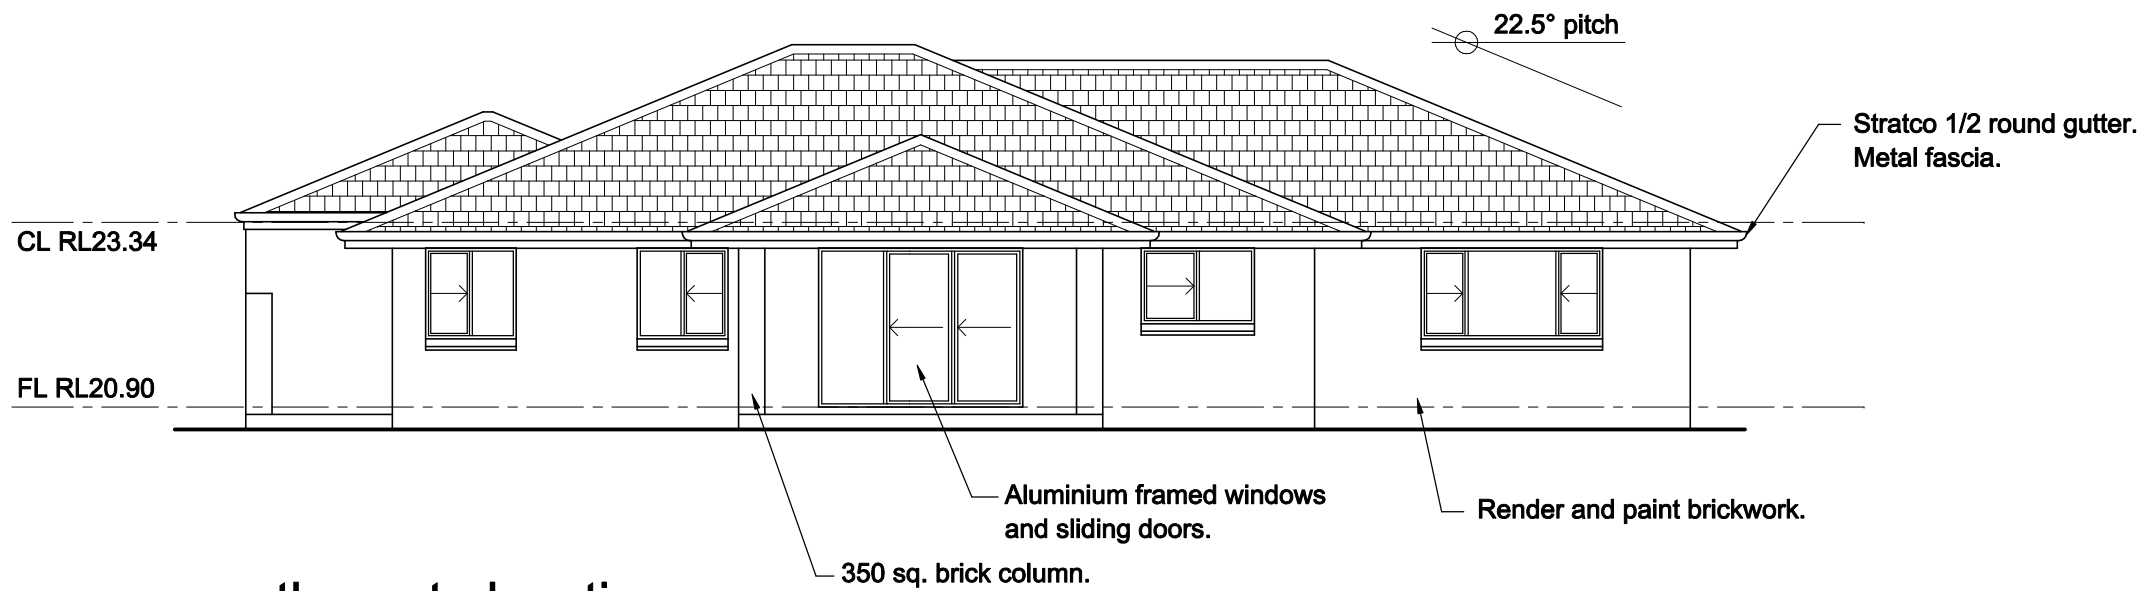 22.5° pitch
Stratco 1/2 round gutter.
Metal fascia.
CL RL23.34
FL RL20.90
Aluminium framed windows
and sliding doors.
Render and paint brickwork.
350 sq. brick column.